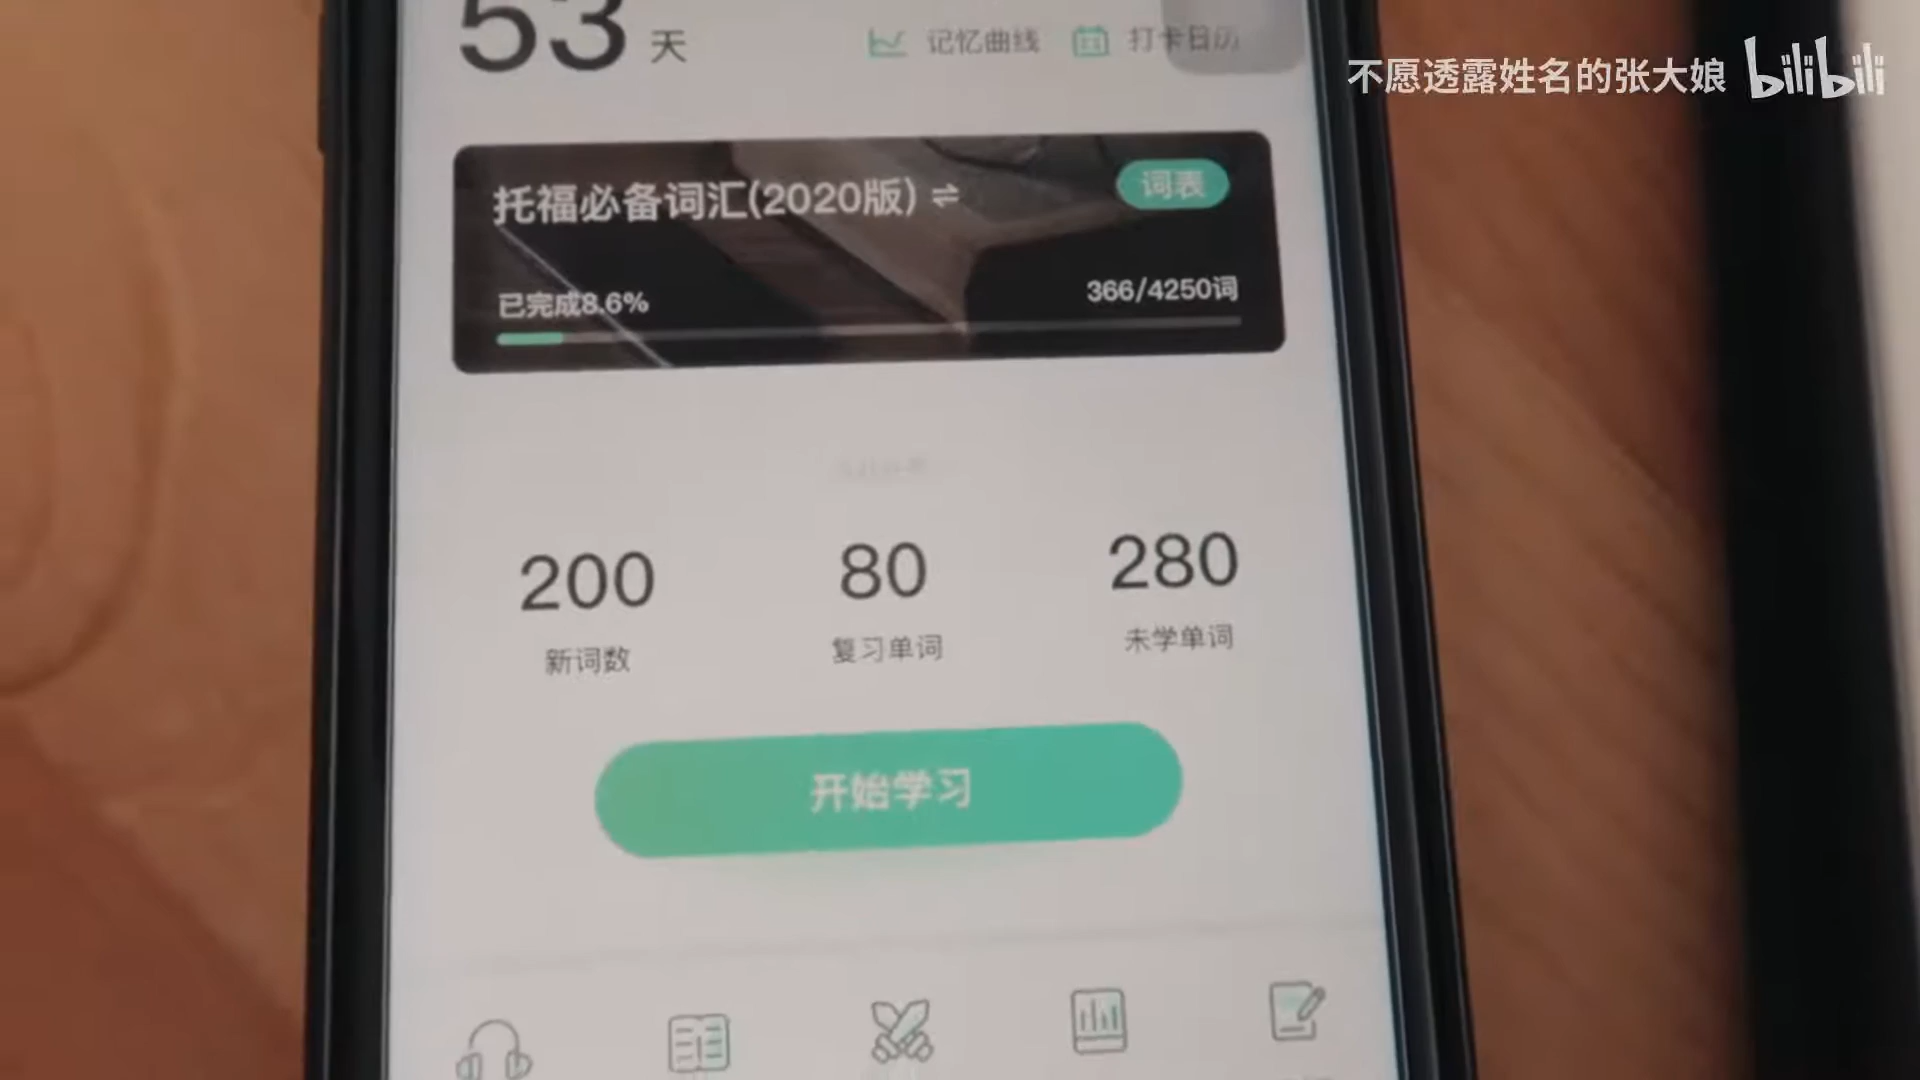 53 天
记忆曲线
打卡日历
不愿透露姓名的张大娘 bilibili
托福必备词汇(2020版) ⇌
词表
已完成8.6%
366/4250词
200
80
280
新词数
复习单词
未学单词
开始学习